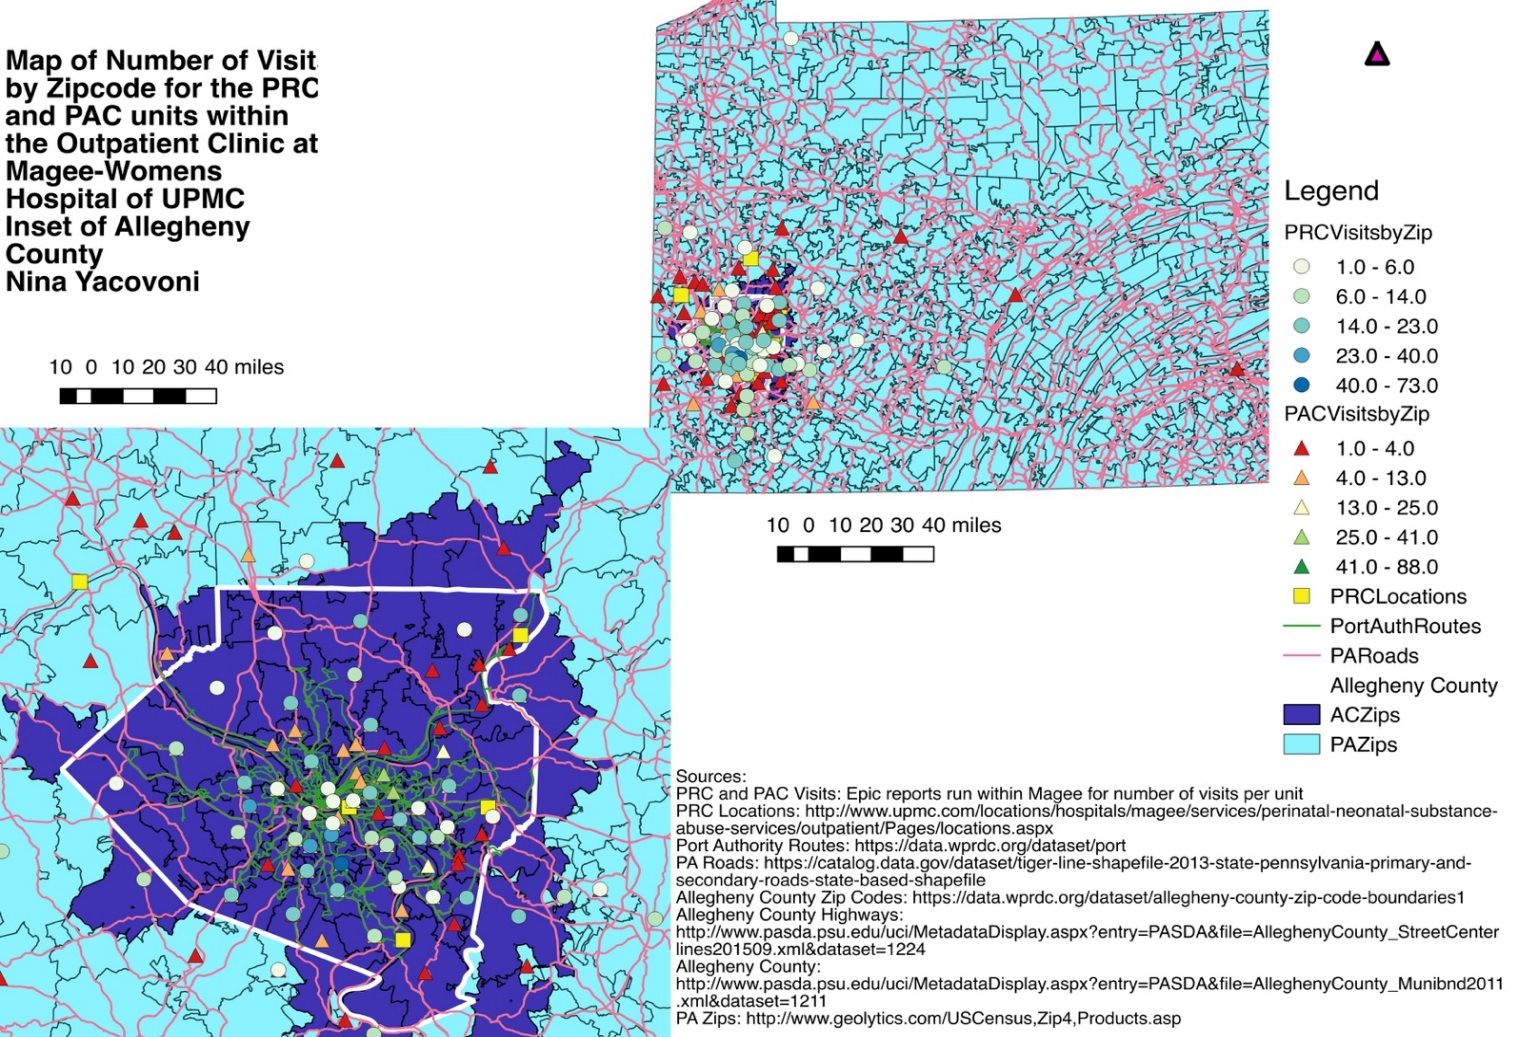 Map of Number of Visit
by Zipcode for the PRC
and PAC units within
the Outpatient Clinic at
Magee-Womens
Hospital of UPMC
Inset of Allegheny
County
Nina Yacovoni
10 0 10 20 30 40 miles
10 0 10 20 30 40 miles
Legend
PRCVisitsbyZip
1.0 - 6.0
6.0 - 14.0
14.0 - 23.0
23.0 - 40.0
40.0 - 73.0
PACVisitsbyZip
1.0 - 4.0
4.0 - 13.0
13.0 - 25.0
25.0 - 41.0
41.0 - 88.0
PRCLocations
PortAuthRoutes
PARoads
Allegheny County
ACZips
PAZips
Sources:
PRC and PAC Visits: Epic reports run within Magee for number of visits per unit
PRC Locations: http://www.upmc.com/locations/hospitals/magee/services/perinatal-neonatal-substance-
abuse-services/outpatient/Pages/locations.aspx
Port Authority Routes: https://data.wprdc.org/dataset/port
PA Roads: https://catalog.data.gov/dataset/tiger-line-shapefile-2013-state-pennsylvania-primary-and-
secondary-roads-state-based-shapefile
Allegheny County Zip Codes: https://data.wprdc.org/dataset/allegheny-county-zip-code-boundaries1
Allegheny County Highways:
http://www.pasda.psu.edu/uci/MetadataDisplay.aspx?entry=PASDA&file=AlleghenyCounty_StreetCenter
lines201509.xml&dataset=1224
Allegheny County:
http://www.pasda.psu.edu/uci/MetadataDisplay.aspx?entry=PASDA&file=AlleghenyCounty_Munibnd2011
.xml&dataset=1211
PA Zips: http://www.geolytics.com/USCensus,Zip4,Products.asp